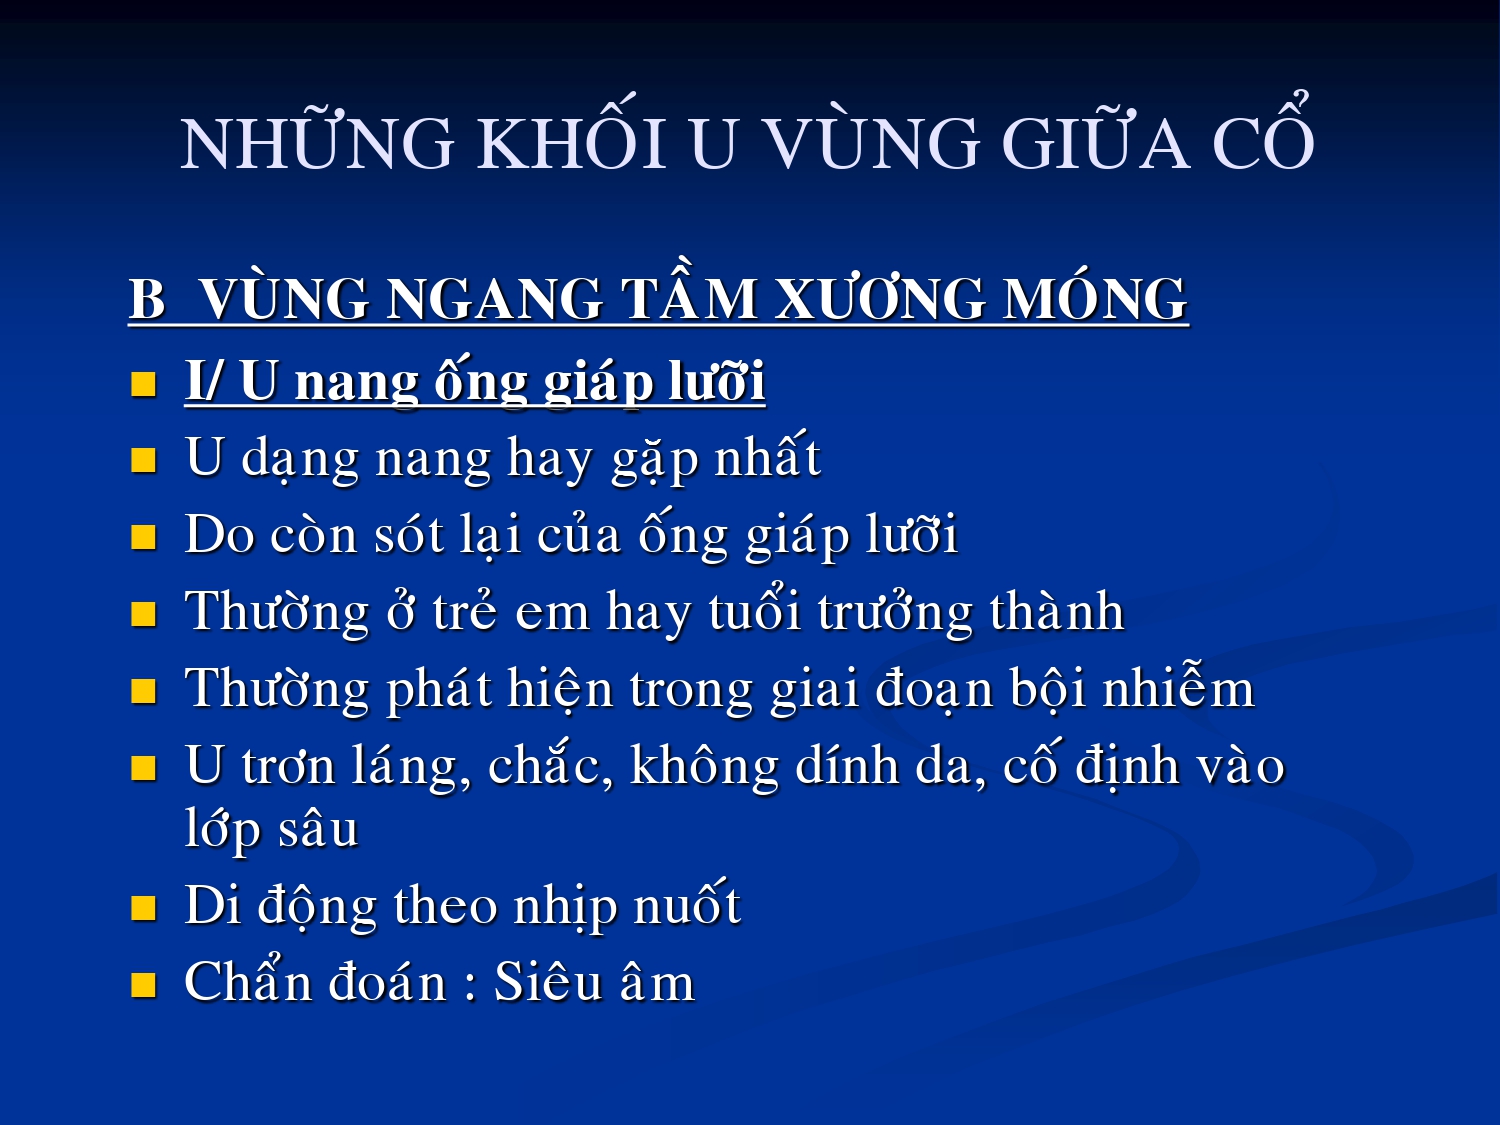 NHỮNG KHỐI U VÙNG GIỮA CỔ
B VÙNG NGANG TẦM XƯƠNG MÓNG
I/ U nang ống giáp lưỡi
U dạng nang hay gặp nhất
Do còn sót lại của ống giáp lưỡi
Thường ở trẻ em hay tuổi trưởng thành
Thường phát hiện trong giai đoạn bội nhiễm
U trơn láng, chắc, không dính da, cố định vào
lớp sâu
Di động theo nhịp nuốt
Chẩn đoán : Siêu âm